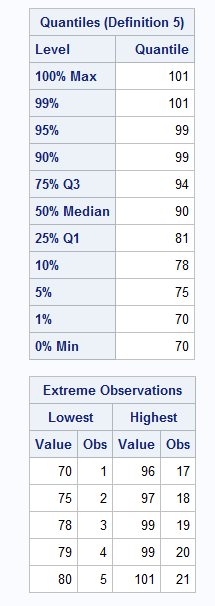 Quantiles (Definition 5)
Level Quantile
100% Max 101
99% 101
95% 99
90% 99
75% Q3 94
50% Median 90
25% Q1 81
10% 78
5% 75
1% 70
0% Min 70
Extreme Observations
Lowest Highest
Value Obs Value Obs
70 1 96 17
75 2 97 18
78 3 99 19
79 4 99 20
80 5 101 21